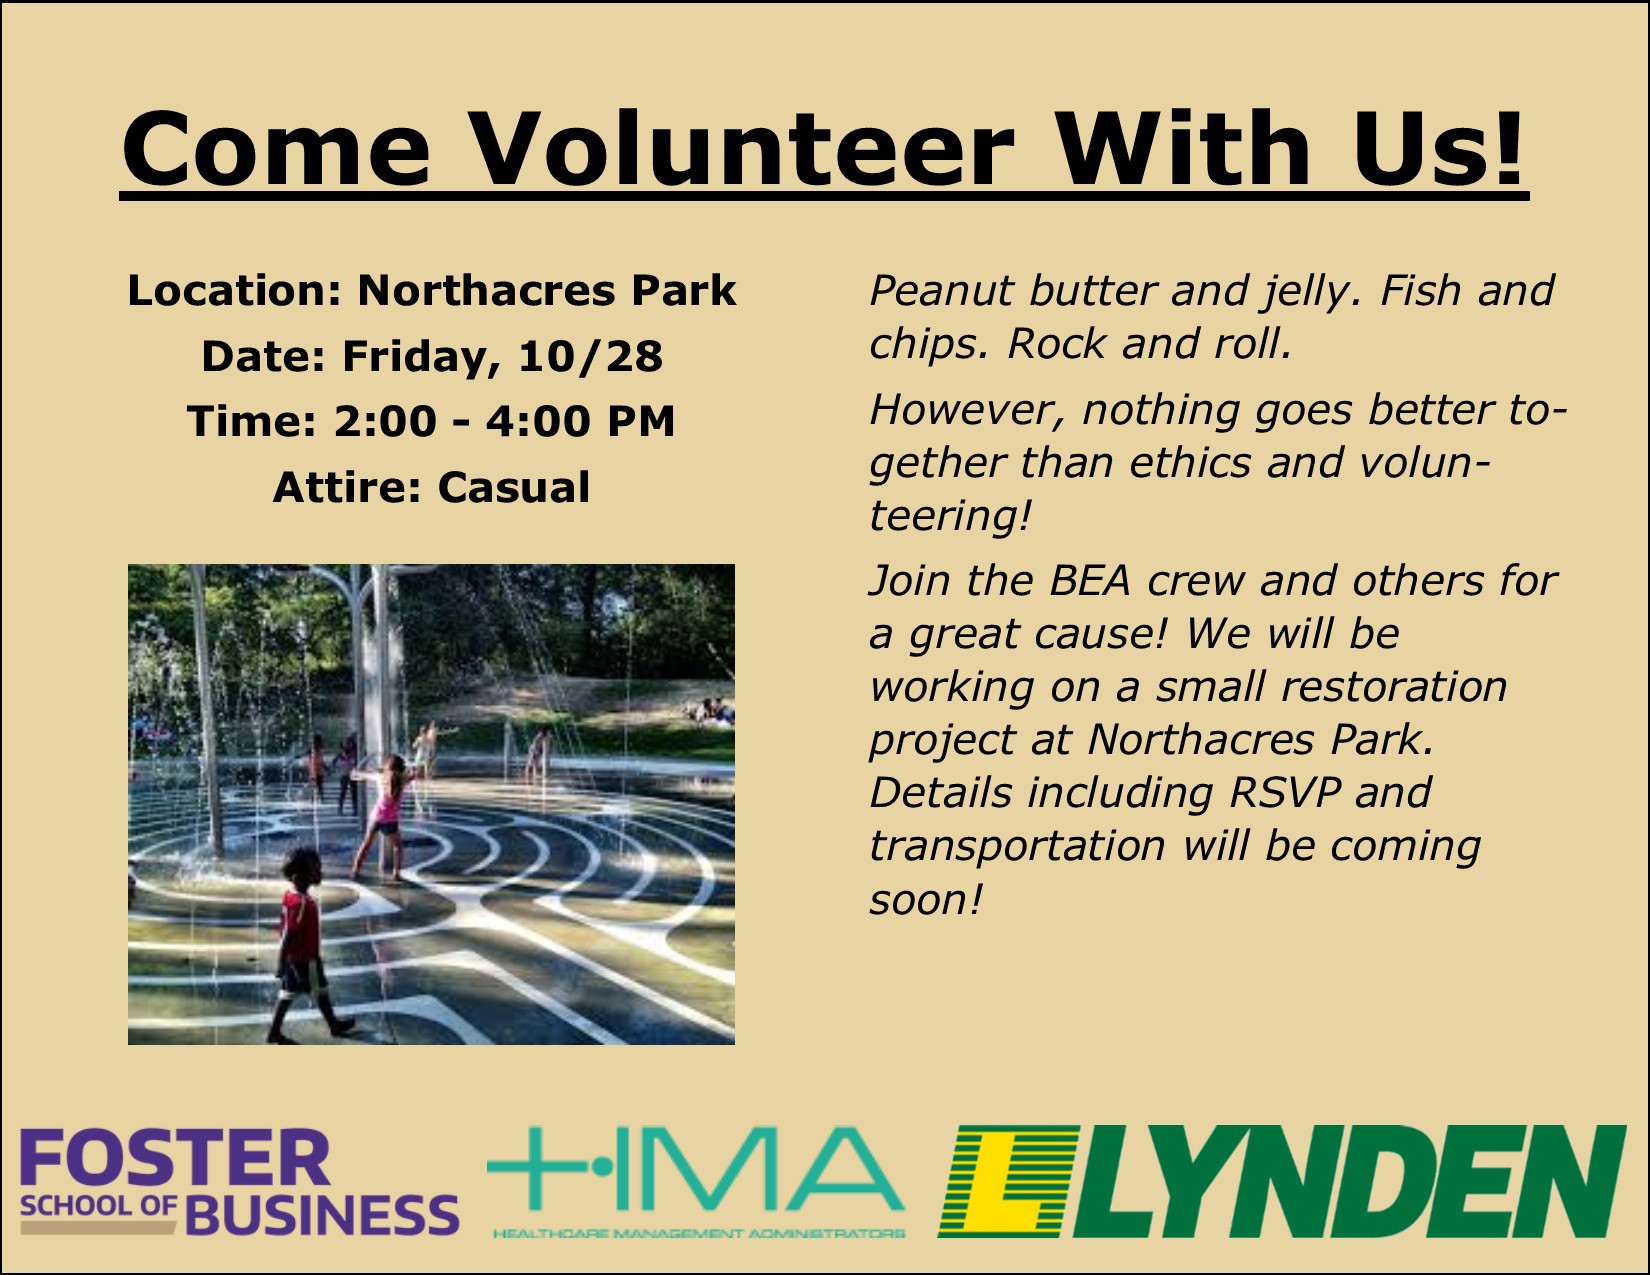 Come Volunteer With Us!
Location: Northacres Park
Date: Friday, 10/28
Time: 2:00 - 4:00 PM
Attire: Casual
Peanut butter and jelly. Fish and
chips. Rock and roll.
However, nothing goes better to-
gether than ethics and volun-
teering!
Join the BEA crew and others for
a great cause! We will be
working on a small restoration
project at Northacres Park.
Details including RSVP and
transportation will be coming
soon!
FOSTER
SCHOOL OF BUSINESS
HMA
HEALTHCARE MANAGEMENT ADMINISTRATORS
L LYNDEN